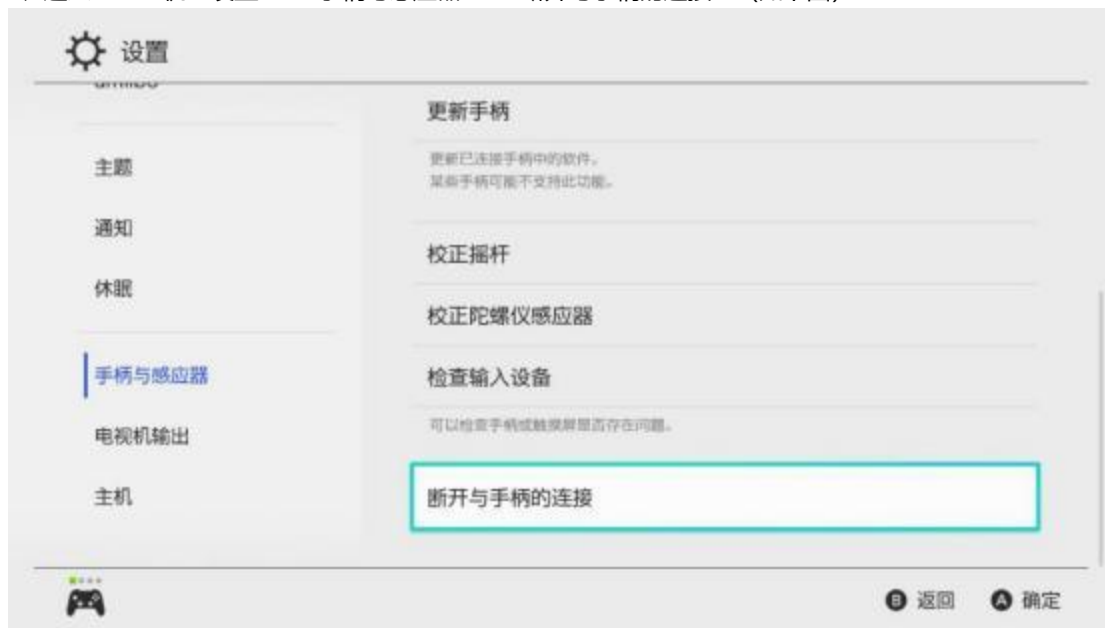 设置
amiibo
主题
通知
休眠
手柄与感应器
电视机输出
主机
更新手柄
更新已连接手柄中的软件。
某些手柄可能不支持此功能。
校正摇杆
校正陀螺仪感应器
检查输入设备
可以检查手柄或触摸屏是否存在问题。
断开与手柄的连接
B 返回 A 确定